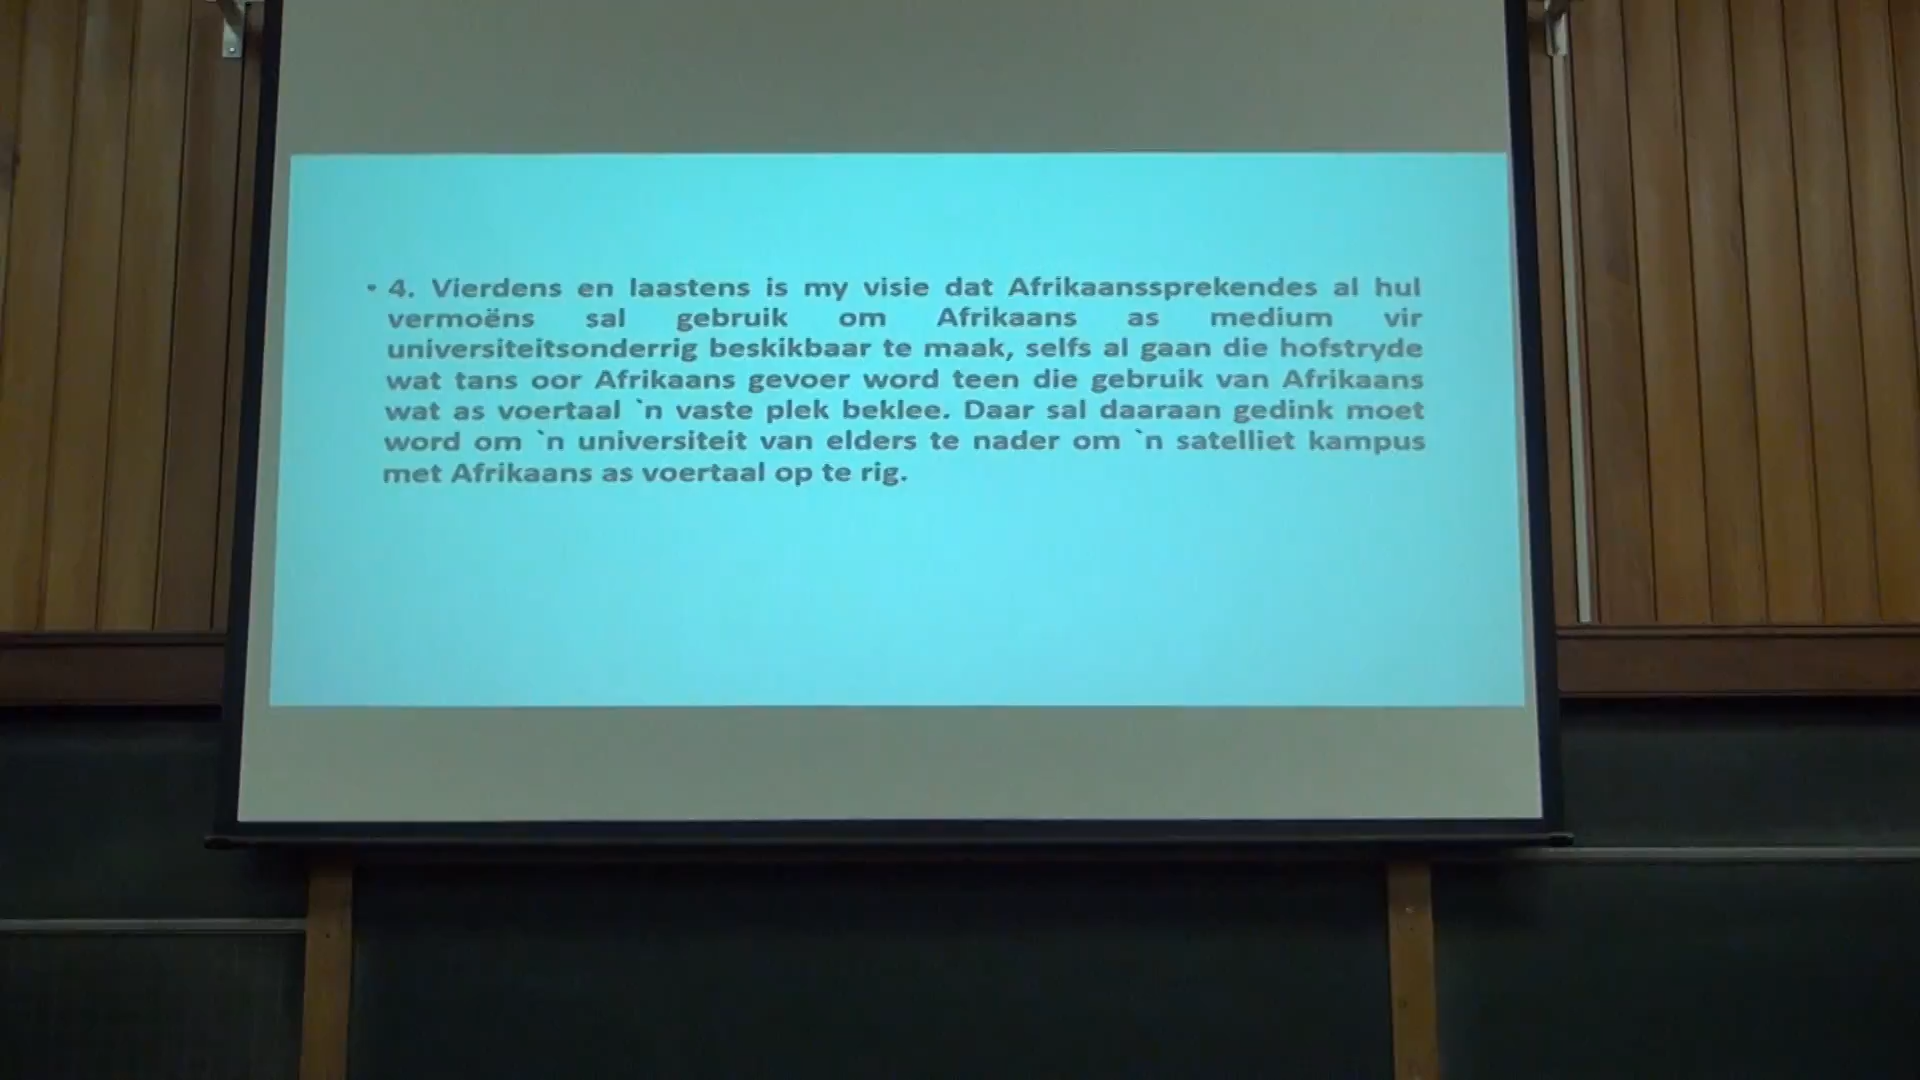 • 4. Vierdens en laastens is my visie dat Afrikaanssprekendes al hul
vermoëns sal gebruik om Afrikaans as medium vir
universiteitsonderrig beskikbaar te maak, selfs al gaan die hofstryde
wat tans oor Afrikaans gevoer word teen die gebruik van Afrikaans
wat as voertaal `n vaste plek beklee. Daar sal daaraan gedink moet
word om `n universiteit van elders te nader om `n satelliet kampus
met Afrikaans as voertaal op te rig.